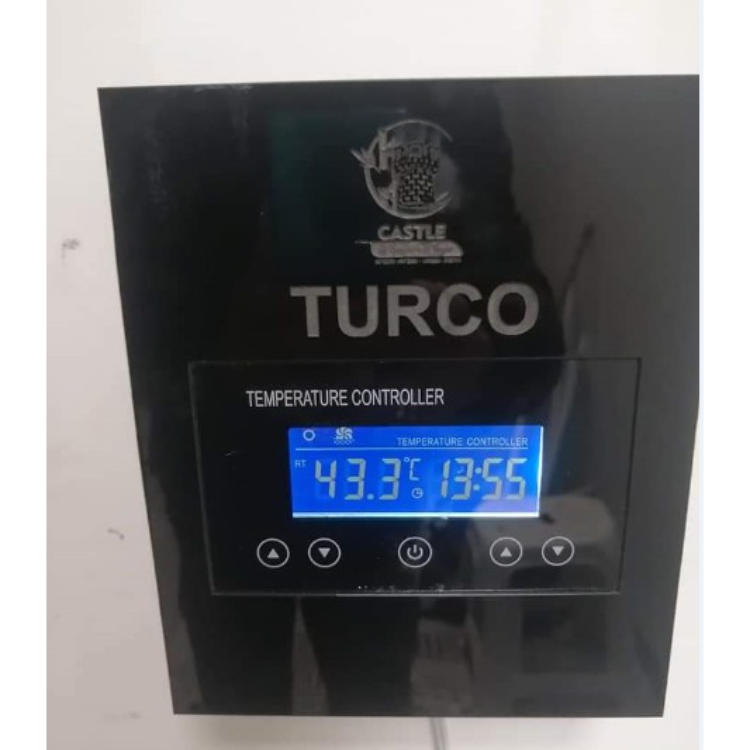 CASTLE
TURCO
TEMPERATURE CONTROLLER
TEMPERATURE CONTROLLER
RT 43.3°C 13:55